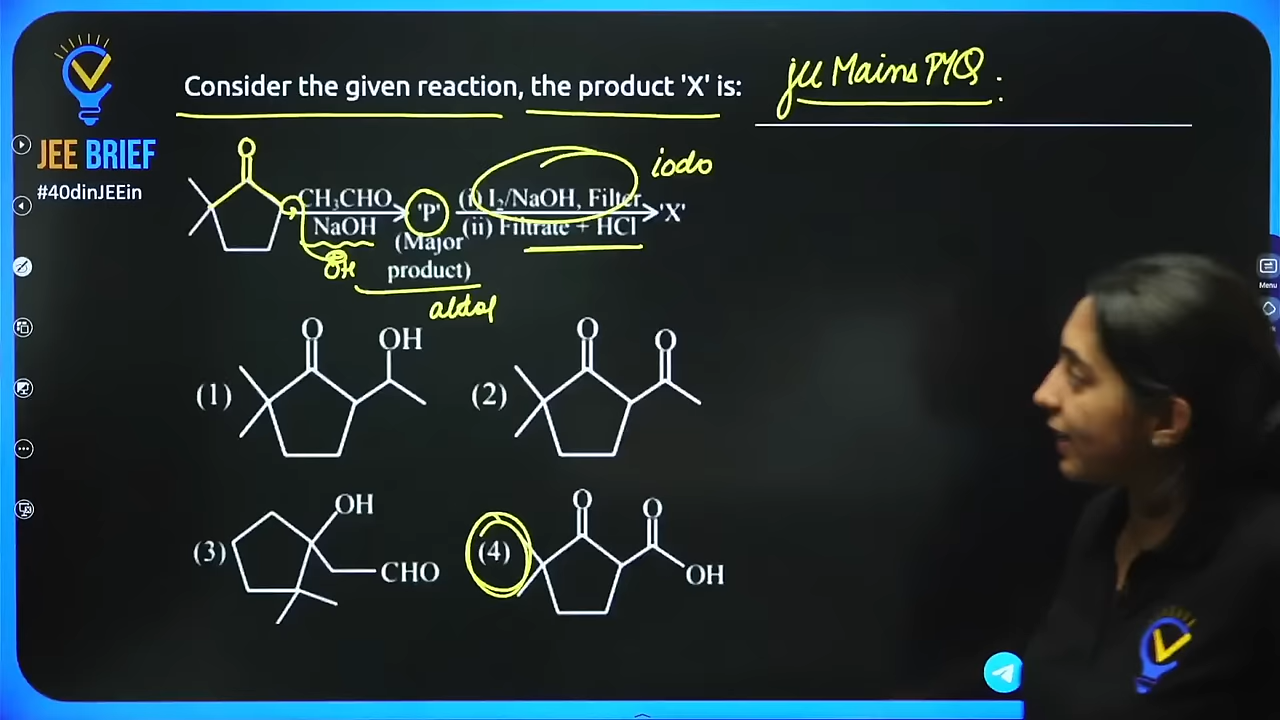 Consider the given reaction, the product 'X' is:
jee Mains PYQ :
JEE BRIEF
#40dinJEEin
O
iodo
CH₃CHO
NaOH
'P'
(Major product)
(i) I₂/NaOH, Filter
(ii) Filtrate + HCl
'X'
OH
aldol
(1)
O
OH
(2)
O
O
(3)
OH
CHO
(4)
O
O
OH
Menu